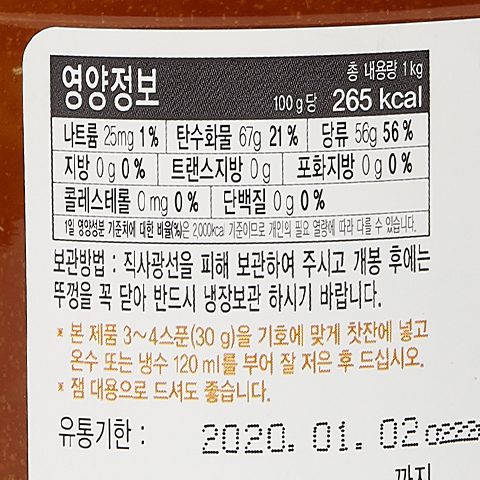 영양정보
총 내용량 1kg
100g당 265 kcal
나트륨 25mg 1% 탄수화물 67g 21% 당류 56g 56%
지방 0g 0% 트랜스지방 0g 포화지방 0g 0%
콜레스테롤 0mg 0% 단백질 0g 0%
1일 영양성분 기준치에 대한 비율(%)은 2,000kcal 기준이므로 개인의 필요 열량에 따라 다를 수 있습니다.
보관방법 : 직사광선을 피해 보관하여 주시고 개봉 후에는
뚜껑을 꼭 닫아 반드시 냉장보관 하시기 바랍니다.
* 본 제품 3~4스푼(30g)을 기호에 맞게 찻잔에 넣고
온수 또는 냉수 120ml를 부어 잘 저은 후 드십시오.
* 잼 대용으로 드셔도 좋습니다.
유통기한 : 2020. 01. 02
까지